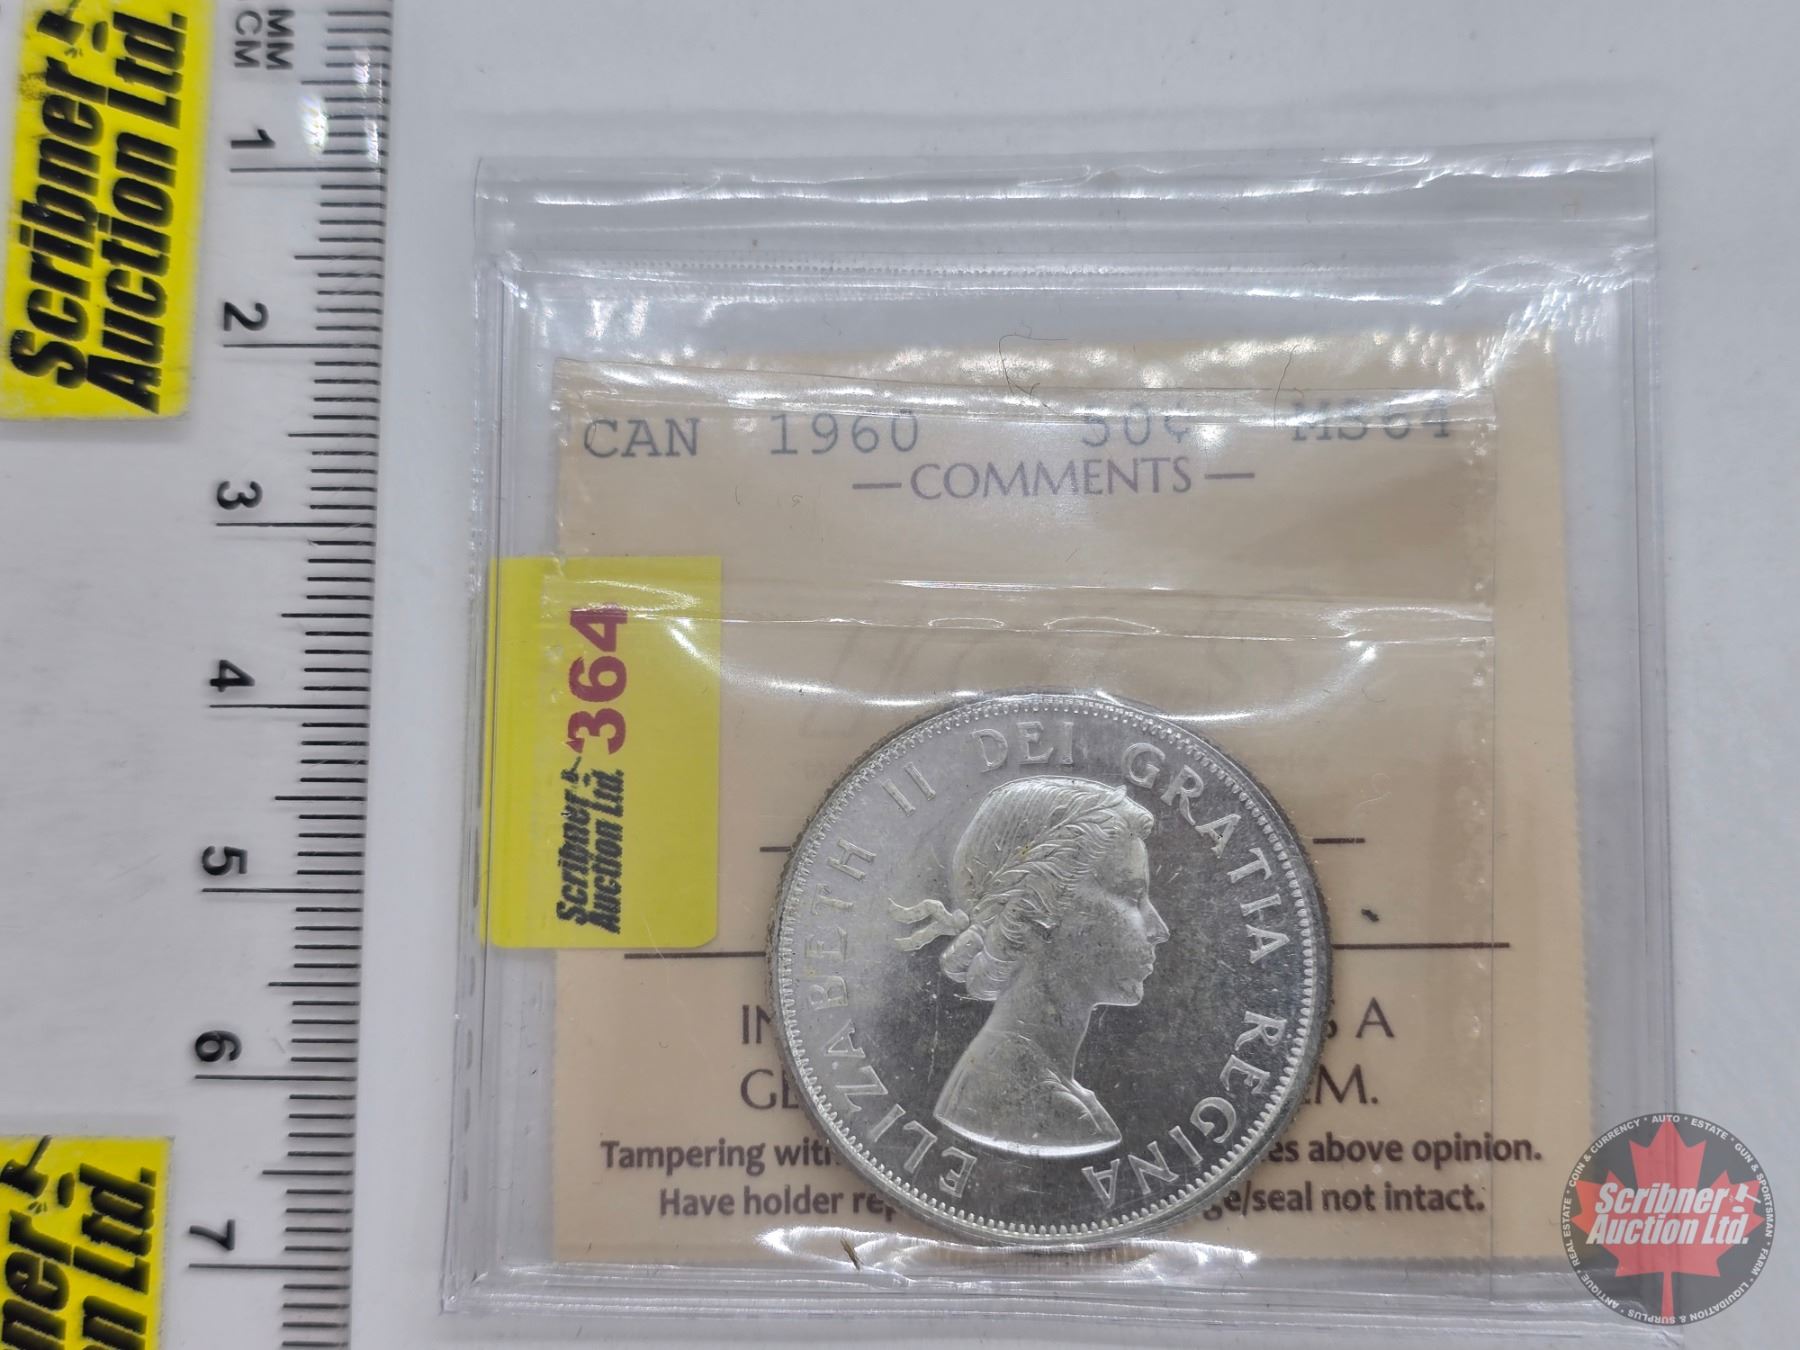 MM
CM
1
2
3
4
5
6
7
Scribner
Auction Ltd.
CAN 1960 50¢ MS64
— COMMENTS —
364
Scribner
Auction Ltd.
ELIZABETH II DEI GRATIA REGINA
A
M.
Tampering with es above opinion.
Have holder rep ge/seal not intact.
Scribner
Auction Ltd.
REAL ESTATE • COIN & CURRENCY • AUTO • ESTATE • GUN & SPORTSMAN • FARM • LIQUIDATION & SURPLUS • ANTIQUE •
Scribner
Auction Ltd.